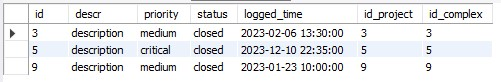 id descr priority status logged_time id_project id_complex
3 description medium closed 2023-02-06 13:30:00 3 3
5 description critical closed 2023-12-10 22:35:00 5 5
9 description medium closed 2023-01-23 10:00:00 9 9